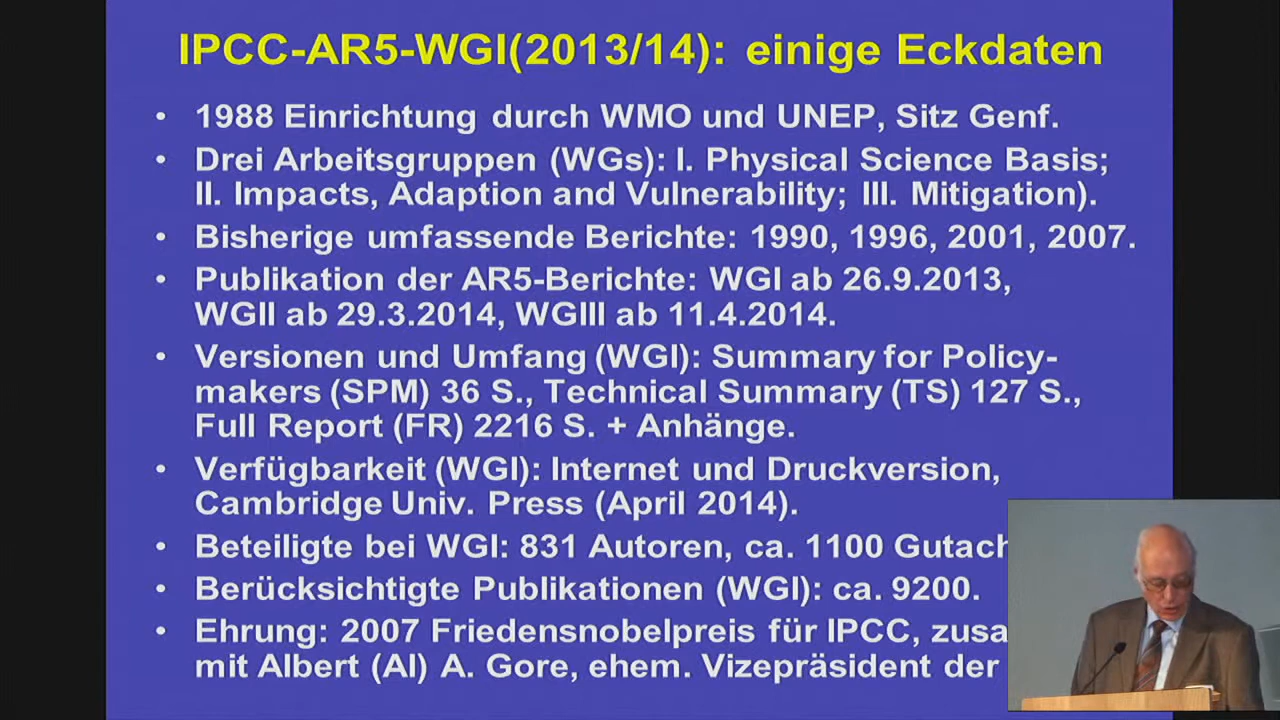 IPCC-AR5-WGI(2013/14): einige Eckdaten
• 1988 Einrichtung durch WMO und UNEP, Sitz Genf.
• Drei Arbeitsgruppen (WGs): I. Physical Science Basis;
II. Impacts, Adaption and Vulnerability; III. Mitigation).
• Bisherige umfassende Berichte: 1990, 1996, 2001, 2007.
• Publikation der AR5-Berichte: WGI ab 26.9.2013,
WGII ab 29.3.2014, WGIII ab 11.4.2014.
• Versionen und Umfang (WGI): Summary for Policy-
makers (SPM) 36 S., Technical Summary (TS) 127 S.,
Full Report (FR) 2216 S. + Anhänge.
• Verfügbarkeit (WGI): Internet und Druckversion,
Cambridge Univ. Press (April 2014).
• Beteiligte bei WGI: 831 Autoren, ca. 1100 Gutach
• Berücksichtigte Publikationen (WGI): ca. 9200.
• Ehrung: 2007 Friedensnobelpreis für IPCC, zusa
mit Albert (Al) A. Gore, ehem. Vizepräsident der